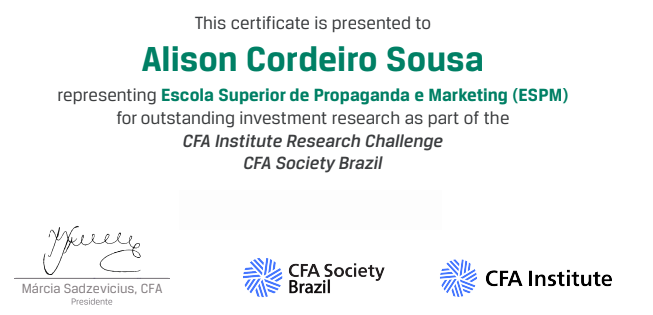 This certificate is presented to
Alison Cordeiro Sousa
representing Escola Superior de Propaganda e Marketing (ESPM)
for outstanding investment research as part of the
CFA Institute Research Challenge
CFA Society Brazil
Márcia Sadzevicius, CFA
Presidente
CFA Society
Brazil
CFA Institute